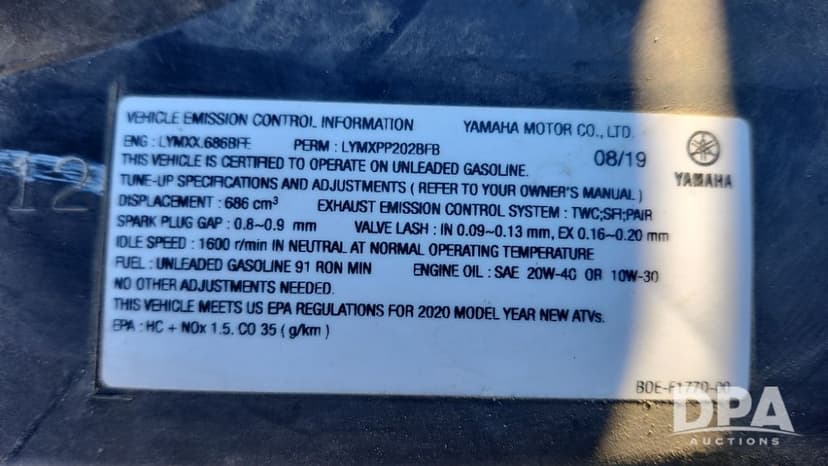 VEHICLE EMISSION CONTROL INFORMATION YAMAHA MOTOR CO., LTD.
ENG : LYMXX.686BFE PERM : LYMXPP202BFB 08/19
THIS VEHICLE IS CERTIFIED TO OPERATE ON UNLEADED GASOLINE.
YAMAHA
TUNE-UP SPECIFICATIONS AND ADJUSTMENTS ( REFER TO YOUR OWNER'S MANUAL )
DISPLACEMENT : 686 cm³ EXHAUST EMISSION CONTROL SYSTEM : TWC;SFI;PAIR
SPARK PLUG GAP : 0.8~0.9 mm VALVE LASH : IN 0.09~0.13 mm, EX 0.16~0.20 mm
IDLE SPEED : 1600 r/min IN NEUTRAL AT NORMAL OPERATING TEMPERATURE
FUEL : UNLEADED GASOLINE 91 RON MIN ENGINE OIL : SAE 20W-40 OR 10W-30
NO OTHER ADJUSTMENTS NEEDED.
THIS VEHICLE MEETS US EPA REGULATIONS FOR 2020 MODEL YEAR NEW ATVs.
EPA : HC + NOx 1.5. CO 35 ( g/km )
12
DPA
AUCTIONS